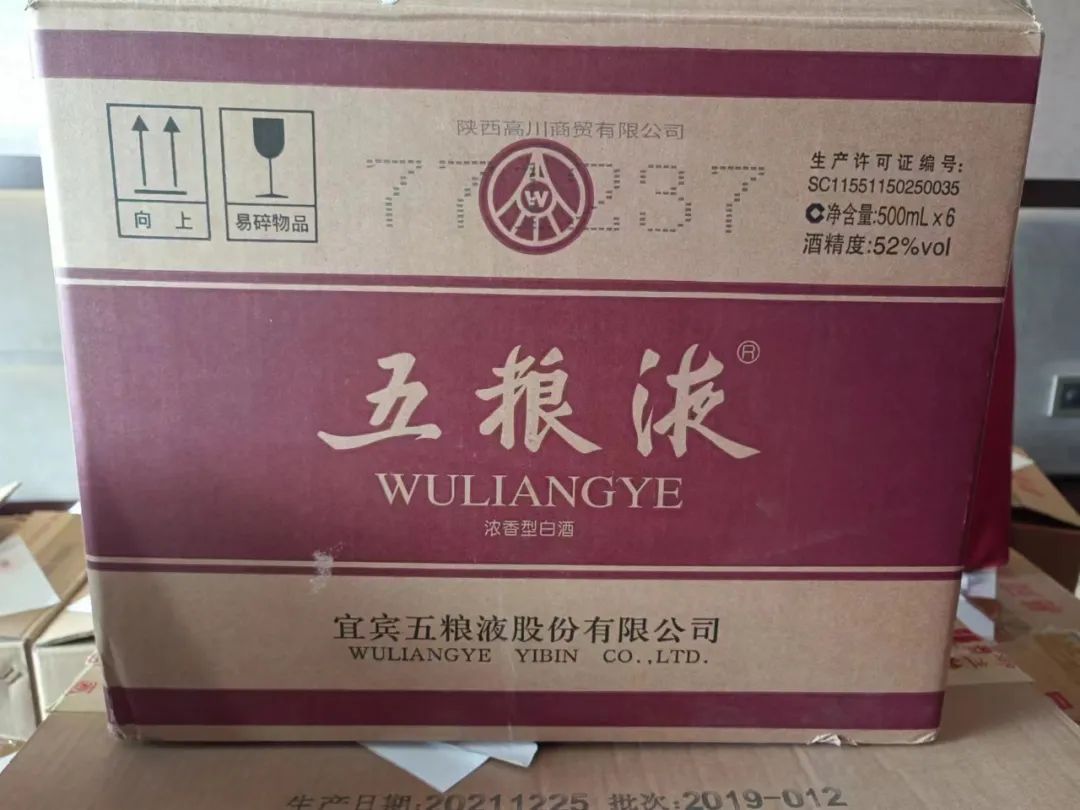 陕西高川商贸有限公司
生产许可证编号:
SC11551150250035
净含量:500mL×6
酒精度:52%vol
向上
易碎物品
五粮液®
WULIANGYE
浓香型白酒
宜宾五粮液股份有限公司
WULIANGYE YIBIN CO.,LTD.
生产日期:20211225 批次:2019-012